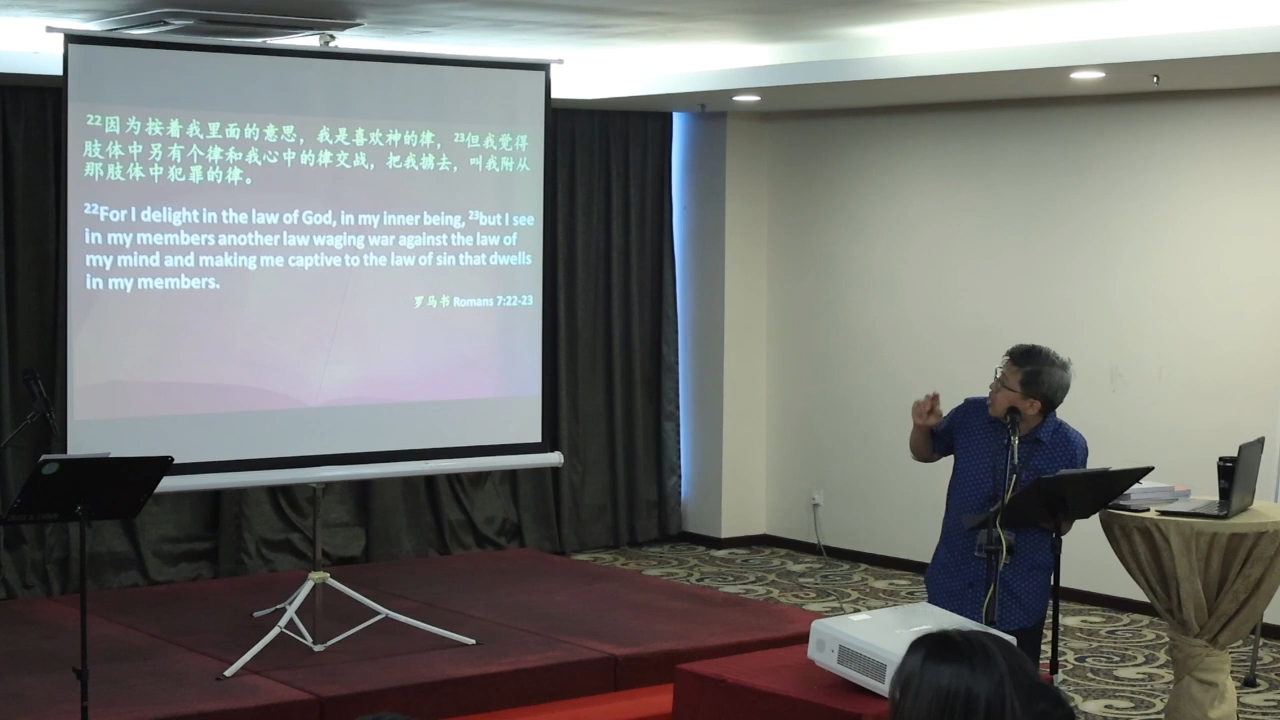 22因为按着我里面的意思，我是喜欢神的律，23但我觉得
肢体中另有个律和我心中的律交战，把我掳去，叫我附从
那肢体中犯罪的律。
22For I delight in the law of God, in my inner being, 23but I see
in my members another law waging war against the law of
my mind and making me captive to the law of sin that dwells
in my members.
罗马书 Romans 7:22-23